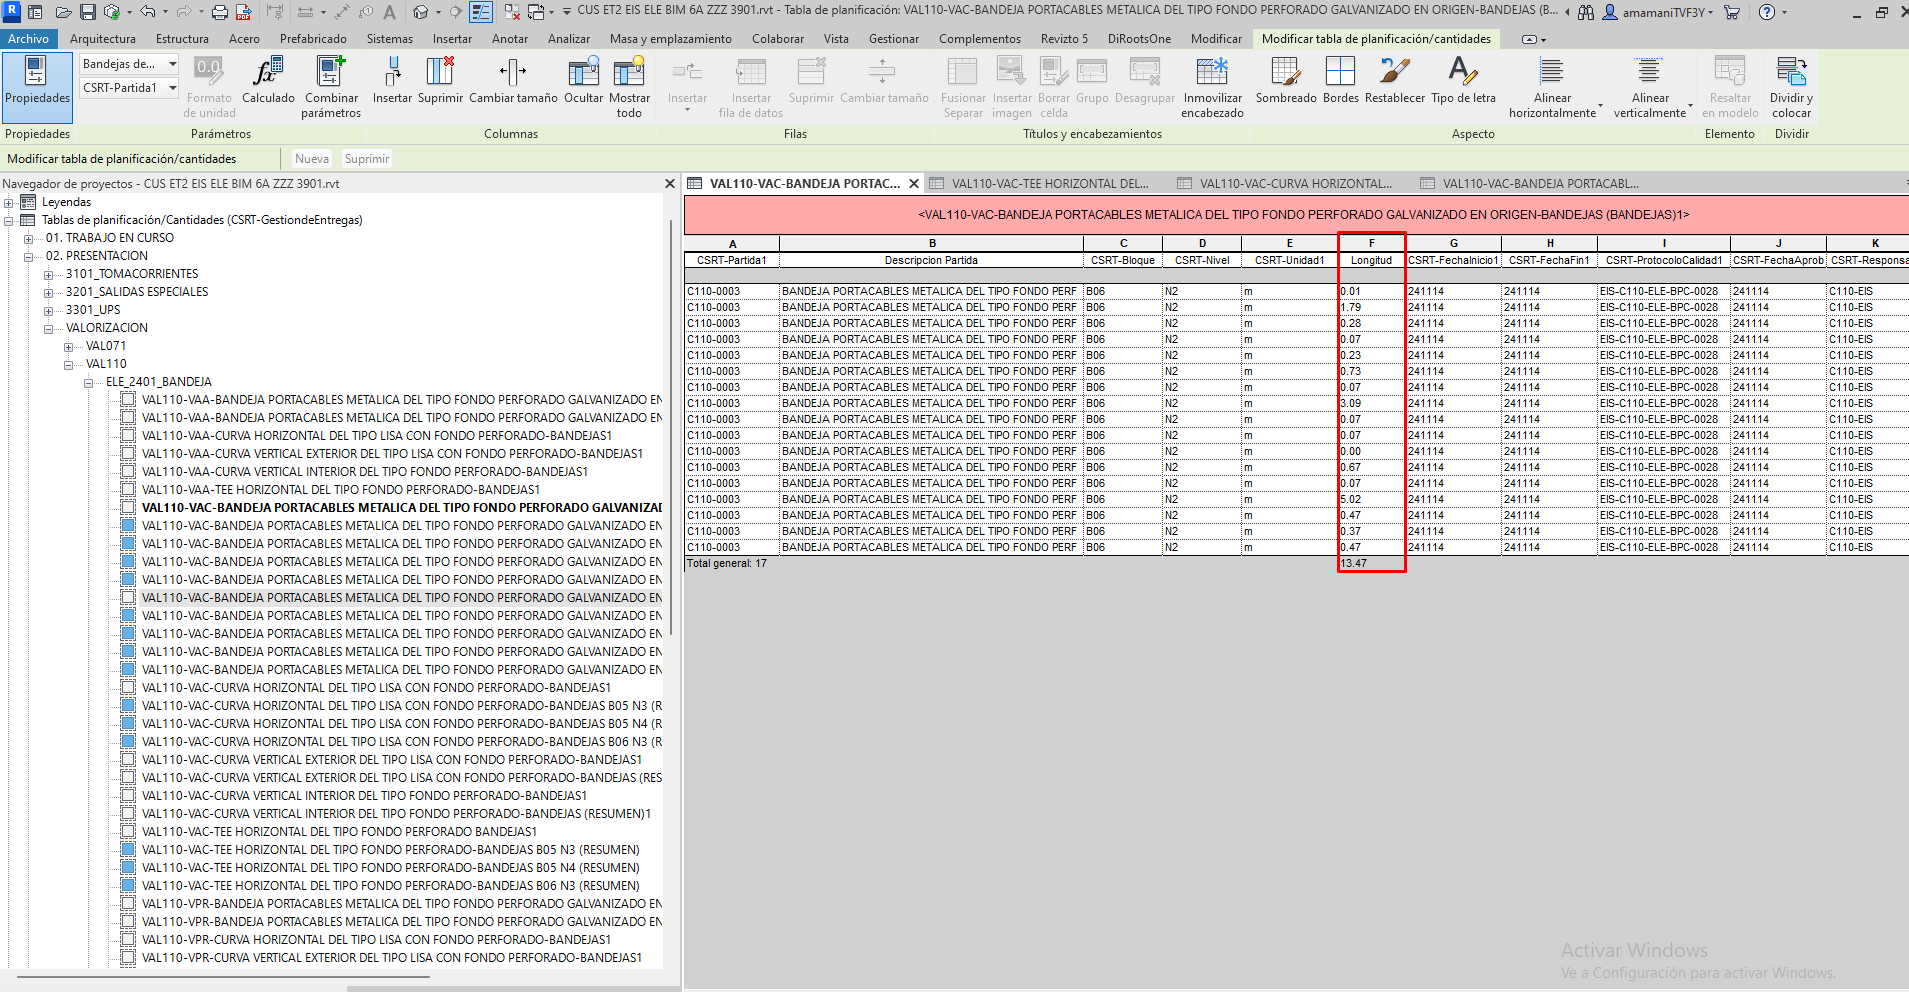 CUS ET2 EIS ELE BIM 6A ZZZ 3901.rvt - Tabla de planificación: VAL110-VAC-BANDEJA PORTACABLES METALICA DEL TIPO FONDO PERFORADO GALVANIZADO EN ORIGEN-BANDEJAS (B... amamaniTVF3Y
Archivo Arquitectura Estructura Acero Prefabricado Sistemas Insertar Anotar Analizar Masa y emplazamiento Colaborar Vista Gestionar Complementos Revizto 5 DiRootsOne Modificar Modificar tabla de planificación/cantidades
Propiedades
Bandejas de...
CSRT-Partida1
Formato de unidad
Calculado
Combinar parámetros
Insertar Suprimir Cambiar tamaño Ocultar Mostrar todo
Insertar Insertar fila de datos Suprimir Cambiar tamaño
Fusionar Separar Insertar imagen Borrar celda Grupo Desagrupar Inmovilizar encabezado
Sombreado Bordes Restablecer Tipo de letra Alinear horizontalmente Alinear verticalmente
Resaltar en modelo
Dividir y colocar
Propiedades Parámetros Columnas Filas Títulos y encabezamientos Aspecto Elemento Dividir
Modificar tabla de planificación/cantidades Nueva Suprimir
Navegador de proyectos - CUS ET2 EIS ELE BIM 6A ZZZ 3901.rvt
Leyendas
Tablas de planificación/Cantidades (CSRT-GestiondeEntregas)
01. TRABAJO EN CURSO
02. PRESENTACION
3101_TOMACORRIENTES
3201_SALIDAS ESPECIALES
3301_UPS
VALORIZACION
VAL071
VAL110
ELE_2401_BANDEJA
VAL110-VAA-BANDEJA PORTACABLES METALICA DEL TIPO FONDO PERFORADO GALVANIZADO EN
VAL110-VAA-BANDEJA PORTACABLES METALICA DEL TIPO FONDO PERFORADO GALVANIZADO EN
VAL110-VAA-CURVA HORIZONTAL DEL TIPO LISA CON FONDO PERFORADO-BANDEJAS1
VAL110-VAA-CURVA VERTICAL EXTERIOR DEL TIPO LISA CON FONDO PERFORADO-BANDEJAS1
VAL110-VAA-CURVA VERTICAL INTERIOR DEL TIPO FONDO PERFORADO-BANDEJAS1
VAL110-VAA-TEE HORIZONTAL DEL TIPO FONDO PERFORADO-BANDEJAS1
VAL110-VAC-BANDEJA PORTACABLES METALICA DEL TIPO FONDO PERFORADO GALVANIZAD
VAL110-VAC-BANDEJA PORTACABLES METALICA DEL TIPO FONDO PERFORADO GALVANIZADO EN
VAL110-VAC-BANDEJA PORTACABLES METALICA DEL TIPO FONDO PERFORADO GALVANIZADO EN
VAL110-VAC-BANDEJA PORTACABLES METALICA DEL TIPO FONDO PERFORADO GALVANIZADO EN
VAL110-VAC-BANDEJA PORTACABLES METALICA DEL TIPO FONDO PERFORADO GALVANIZADO EN
VAL110-VAC-BANDEJA PORTACABLES METALICA DEL TIPO FONDO PERFORADO GALVANIZADO EN
VAL110-VAC-BANDEJA PORTACABLES METALICA DEL TIPO FONDO PERFORADO GALVANIZADO EN
VAL110-VAC-BANDEJA PORTACABLES METALICA DEL TIPO FONDO PERFORADO GALVANIZADO EN
VAL110-VAC-BANDEJA PORTACABLES METALICA DEL TIPO FONDO PERFORADO GALVANIZADO EN
VAL110-VAC-BANDEJA PORTACABLES METALICA DEL TIPO FONDO PERFORADO GALVANIZADO EN
VAL110-VAC-CURVA HORIZONTAL DEL TIPO LISA CON FONDO PERFORADO-BANDEJAS1
VAL110-VAC-CURVA HORIZONTAL DEL TIPO LISA CON FONDO PERFORADO-BANDEJAS B05 N3 (R
VAL110-VAC-CURVA HORIZONTAL DEL TIPO LISA CON FONDO PERFORADO-BANDEJAS B05 N4 (R
VAL110-VAC-CURVA HORIZONTAL DEL TIPO LISA CON FONDO PERFORADO-BANDEJAS B06 N3 (R
VAL110-VAC-CURVA VERTICAL EXTERIOR DEL TIPO LISA CON FONDO PERFORADO-BANDEJAS1
VAL110-VAC-CURVA VERTICAL EXTERIOR DEL TIPO LISA CON FONDO PERFORADO-BANDEJAS (RES
VAL110-VAC-CURVA VERTICAL INTERIOR DEL TIPO FONDO PERFORADO-BANDEJAS1
VAL110-VAC-CURVA VERTICAL INTERIOR DEL TIPO FONDO PERFORADO-BANDEJAS (RESUMEN)1
VAL110-VAC-TEE HORIZONTAL DEL TIPO FONDO PERFORADO BANDEJAS1
VAL110-VAC-TEE HORIZONTAL DEL TIPO FONDO PERFORADO-BANDEJAS B05 N3 (RESUMEN)
VAL110-VAC-TEE HORIZONTAL DEL TIPO FONDO PERFORADO-BANDEJAS B05 N4 (RESUMEN)
VAL110-VAC-TEE HORIZONTAL DEL TIPO FONDO PERFORADO-BANDEJAS B06 N3 (RESUMEN)
VAL110-VPR-BANDEJA PORTACABLES METALICA DEL TIPO FONDO PERFORADO GALVANIZADO EN
VAL110-VPR-BANDEJA PORTACABLES METALICA DEL TIPO FONDO PERFORADO GALVANIZADO EN
VAL110-VPR-CURVA HORIZONTAL DEL TIPO LISA CON FONDO PERFORADO-BANDEJAS1
VAL110-VPR-CURVA VERTICAL EXTERIOR DEL TIPO LISA CON FONDO PERFORADO-BANDEJAS1
VAL110-VAC-BANDEJA PORTAC... VAL110-VAC-TEE HORIZONTAL DEL... VAL110-VAC-CURVA HORIZONTAL... VAL110-VAC-BANDEJA PORTACABL...
<VAL110-VAC-BANDEJA PORTACABLES METALICA DEL TIPO FONDO PERFORADO GALVANIZADO EN ORIGEN-BANDEJAS (BANDEJAS)1>
A B C D E F G H I J K
CSRT-Partida1 Descripcion Partida CSRT-Bloque CSRT-Nivel CSRT-Unidad1 Longitud CSRT-FechaInicio1 CSRT-FechaFin1 CSRT-ProtocoloCalidad1 CSRT-FechaAprob CSRT-Responsa
C110-0003 BANDEJA PORTACABLES METALICA DEL TIPO FONDO PERF B06 N2 m 0.01 241114 241114 EIS-C110-ELE-BPC-0028 241114 C110-EIS
C110-0003 BANDEJA PORTACABLES METALICA DEL TIPO FONDO PERF B06 N2 m 1.79 241114 241114 EIS-C110-ELE-BPC-0028 241114 C110-EIS
C110-0003 BANDEJA PORTACABLES METALICA DEL TIPO FONDO PERF B06 N2 m 0.28 241114 241114 EIS-C110-ELE-BPC-0028 241114 C110-EIS
C110-0003 BANDEJA PORTACABLES METALICA DEL TIPO FONDO PERF B06 N2 m 0.07 241114 241114 EIS-C110-ELE-BPC-0028 241114 C110-EIS
C110-0003 BANDEJA PORTACABLES METALICA DEL TIPO FONDO PERF B06 N2 m 0.23 241114 241114 EIS-C110-ELE-BPC-0028 241114 C110-EIS
C110-0003 BANDEJA PORTACABLES METALICA DEL TIPO FONDO PERF B06 N2 m 0.73 241114 241114 EIS-C110-ELE-BPC-0028 241114 C110-EIS
C110-0003 BANDEJA PORTACABLES METALICA DEL TIPO FONDO PERF B06 N2 m 0.07 241114 241114 EIS-C110-ELE-BPC-0028 241114 C110-EIS
C110-0003 BANDEJA PORTACABLES METALICA DEL TIPO FONDO PERF B06 N2 m 3.09 241114 241114 EIS-C110-ELE-BPC-0028 241114 C110-EIS
C110-0003 BANDEJA PORTACABLES METALICA DEL TIPO FONDO PERF B06 N2 m 0.07 241114 241114 EIS-C110-ELE-BPC-0028 241114 C110-EIS
C110-0003 BANDEJA PORTACABLES METALICA DEL TIPO FONDO PERF B06 N2 m 0.07 241114 241114 EIS-C110-ELE-BPC-0028 241114 C110-EIS
C110-0003 BANDEJA PORTACABLES METALICA DEL TIPO FONDO PERF B06 N2 m 0.00 241114 241114 EIS-C110-ELE-BPC-0028 241114 C110-EIS
C110-0003 BANDEJA PORTACABLES METALICA DEL TIPO FONDO PERF B06 N2 m 0.67 241114 241114 EIS-C110-ELE-BPC-0028 241114 C110-EIS
C110-0003 BANDEJA PORTACABLES METALICA DEL TIPO FONDO PERF B06 N2 m 0.07 241114 241114 EIS-C110-ELE-BPC-0028 241114 C110-EIS
C110-0003 BANDEJA PORTACABLES METALICA DEL TIPO FONDO PERF B06 N2 m 5.02 241114 241114 EIS-C110-ELE-BPC-0028 241114 C110-EIS
C110-0003 BANDEJA PORTACABLES METALICA DEL TIPO FONDO PERF B06 N2 m 0.47 241114 241114 EIS-C110-ELE-BPC-0028 241114 C110-EIS
C110-0003 BANDEJA PORTACABLES METALICA DEL TIPO FONDO PERF B06 N2 m 0.37 241114 241114 EIS-C110-ELE-BPC-0028 241114 C110-EIS
C110-0003 BANDEJA PORTACABLES METALICA DEL TIPO FONDO PERF B06 N2 m 0.47 241114 241114 EIS-C110-ELE-BPC-0028 241114 C110-EIS
Total general: 17 13.47
Activar Windows
Ve a Configuración para activar Windows.